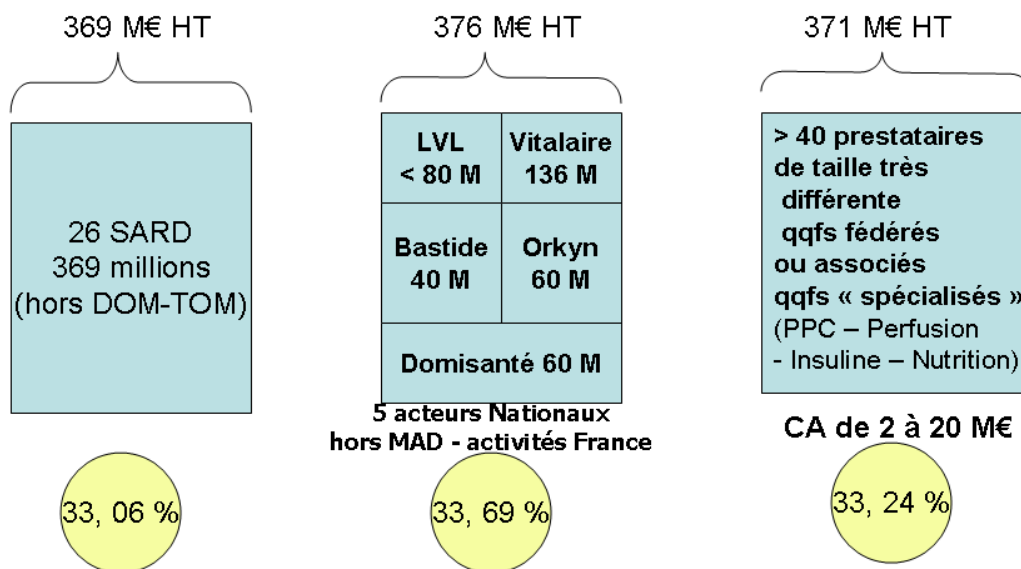 369 M€ HT
26 SARD
369 millions
(hors DOM-TOM)
33, 06 %
376 M€ HT
LVL
< 80 M
Vitalaire
136 M
Bastide
40 M
Orkyn
60 M
Domisanté 60 M
5 acteurs Nationaux
hors MAD - activités France
33, 69 %
371 M€ HT
> 40 prestataires
de taille très
différente
qqfs fédérés
ou associés
qqfs « spécialisés »
(PPC – Perfusion
- Insuline – Nutrition)
CA de 2 à 20 M€
33, 24 %